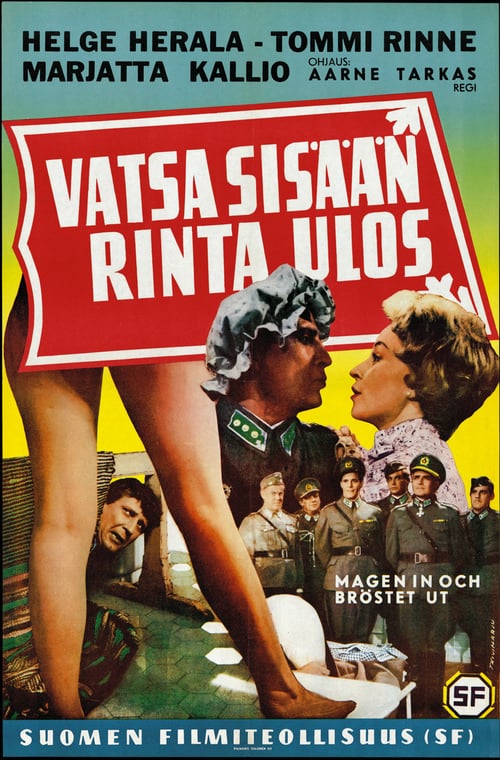 HELGE HERALA - TOMMI RINNE
MARJATTA KALLIO OHJAUS: AARNE TARKAS
REGI
VATSA SISÄÄN
RINTA ULOS
MAGEN IN OCH
BRÖSTET UT
SF
SUOMEN FILMITEOLLISUUS (SF)